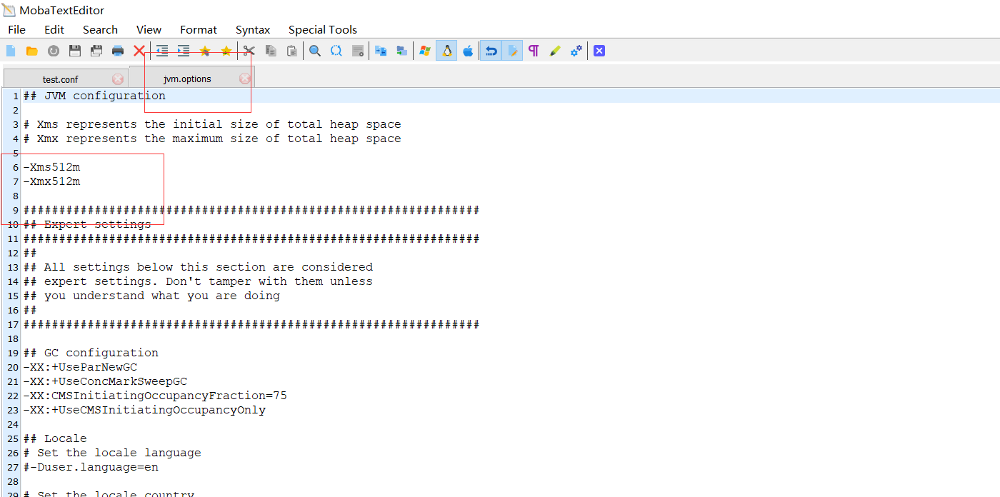 MobaTextEditor
File Edit Search View Format Syntax Special Tools
test.conf jvm.options
1 ## JVM configuration
2
3 # Xms represents the initial size of total heap space
4 # Xmx represents the maximum size of total heap space
5
6 -Xms512m
7 -Xmx512m
8
9 ################################################################
10 ## Expert settings
11 ################################################################
12 ##
13 ## All settings below this section are considered
14 ## expert settings. Don't tamper with them unless
15 ## you understand what you are doing
16 ##
17 ################################################################
18
19 ## GC configuration
20 -XX:+UseParNewGC
21 -XX:+UseConcMarkSweepGC
22 -XX:CMSInitiatingOccupancyFraction=75
23 -XX:+UseCMSInitiatingOccupancyOnly
24
25 ## Locale
26 # Set the locale language
27 #-Duser.language=en
28
29 # Set the locale country